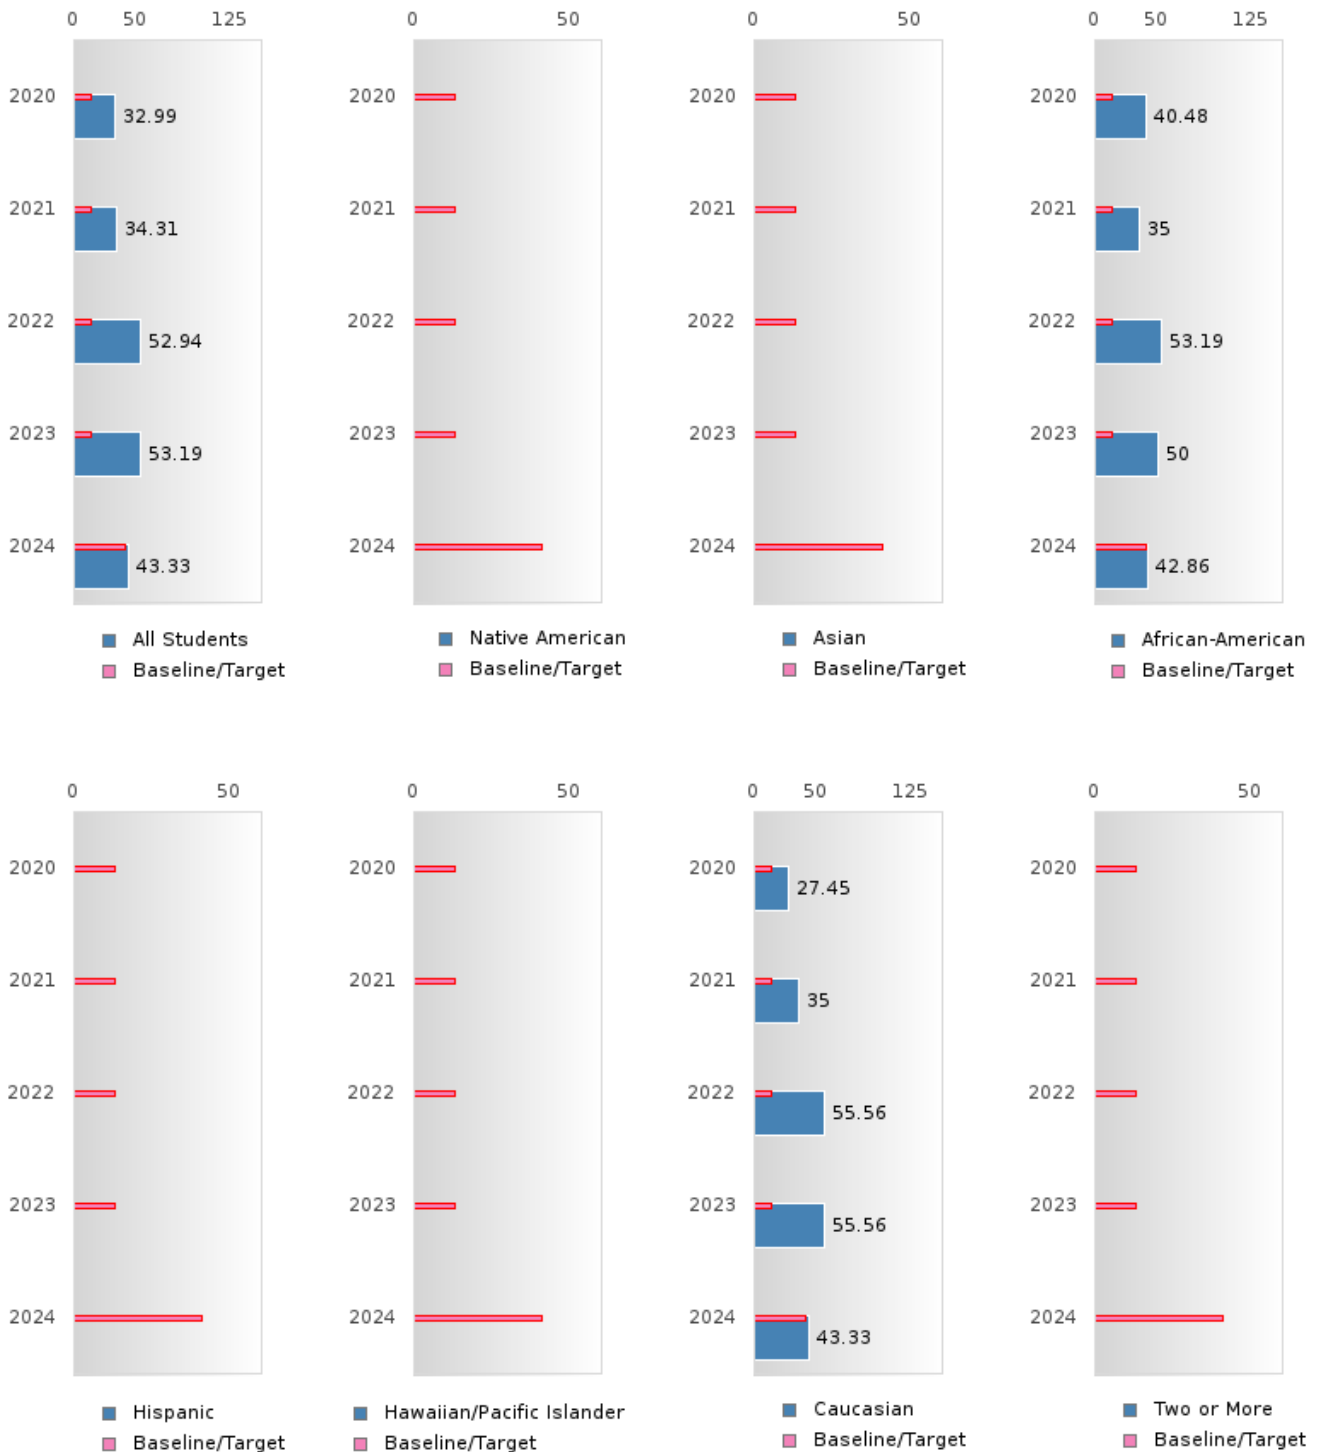 0 50 125
2020 32.99
2021 34.31
2022 52.94
2023 53.19
2024 43.33
All Students
Baseline/Target
0 50
2020
2021
2022
2023
2024
Native American
Baseline/Target
0 50
2020
2021
2022
2023
2024
Asian
Baseline/Target
0 50 125
2020 40.48
2021 35
2022 53.19
2023 50
2024 42.86
African-American
Baseline/Target
0 50
2020
2021
2022
2023
2024
Hispanic
Baseline/Target
0 50
2020
2021
2022
2023
2024
Hawaiian/Pacific Islander
Baseline/Target
0 50 125
2020 27.45
2021 35
2022 55.56
2023 55.56
2024 43.33
Caucasian
Baseline/Target
0 50
2020
2021
2022
2023
2024
Two or More
Baseline/Target